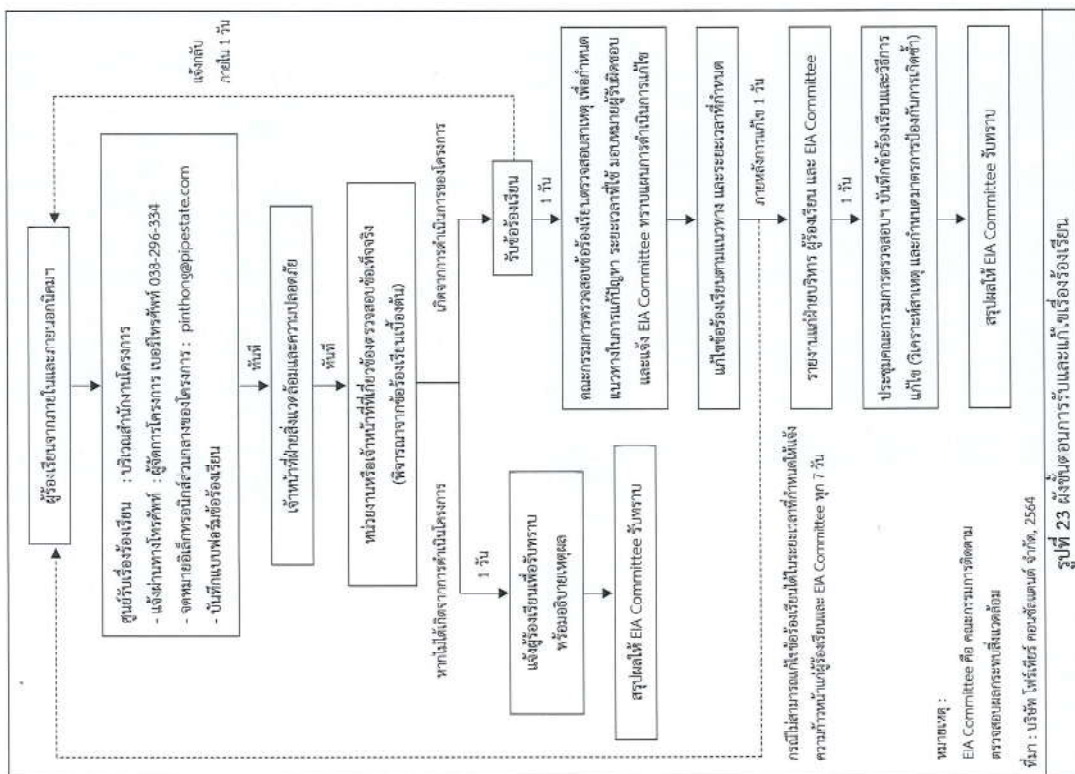 ผู้ร้องเรียนจากภายในและภายนอกนิคมฯ
แจ้งกลับ
ภายใน 1 วัน
ศูนย์รับเรื่องร้องเรียน : บริเวณสำนักงานโครงการ
- แจ้งผ่านทางโทรศัพท์ : ผู้จัดการโครงการ เบอร์โทรศัพท์ 033-296-334
- จดหมายอิเล็กทรอนิกส์ส่วนกลางของโครงการ : pinthong@pipestate.com
- บันทึกแบบฟอร์มข้อร้องเรียน
ทันที
เจ้าหน้าที่ฝ่ายสิ่งแวดล้อมและความปลอดภัย
ทันที
หน่วยงานหรือเจ้าหน้าที่ที่เกี่ยวข้องตรวจสอบข้อเท็จจริง
(พิจารณาจากข้อร้องเรียนเบื้องต้น)
หากไม่ได้เกิดจากการดำเนินโครงการ
เกิดจากการดำเนินการของโครงการ
1 วัน
แจ้งผู้ร้องเรียนเพื่อรับทราบ
พร้อมอธิบายเหตุผล
สรุปผลให้ EIA Committee รับทราบ
รับข้อร้องเรียน
1 วัน
คณะกรรมการตรวจสอบข้อร้องเรียนตรวจสอบสาเหตุ เพื่อกำหนด
แนวทางในการแก้ปัญหา ระยะเวลาที่ใช้ มอบหมายผู้รับผิดชอบ
และแจ้ง EIA Committee ทราบแผนการดำเนินการแก้ไข
แก้ไขข้อร้องเรียนตามแนวทาง และระยะเวลาที่กำหนด
ภายหลังการแก้ไข 1 วัน
รายงานแก่ฝ่ายบริหาร ผู้ร้องเรียน และ EIA Committee
1 วัน
ประชุมคณะกรรมการตรวจสอบฯ บันทึกข้อร้องเรียนและวิธีการ
แก้ไข (วิเคราะห์สาเหตุ และกำหนดมาตรการป้องกันการเกิดซ้ำ)
สรุปผลให้ EIA Committee รับทราบ
กรณีไม่สามารถแก้ไขข้อร้องเรียนได้ในระยะเวลาที่กำหนดให้แจ้ง
ความก้าวหน้าแก่ผู้ร้องเรียนและ EIA Committee ทุก 7 วัน
หมายเหตุ :
EIA Committee คือ คณะกรรมการติดตาม
ตรวจสอบผลกระทบสิ่งแวดล้อม
ที่มา : บริษัท โฟร์เทียร์ คอนซัลแตนท์ จำกัด, 2564
รูปที่ 23 ผังขั้นตอนการรับและแก้ไขเรื่องร้องเรียน